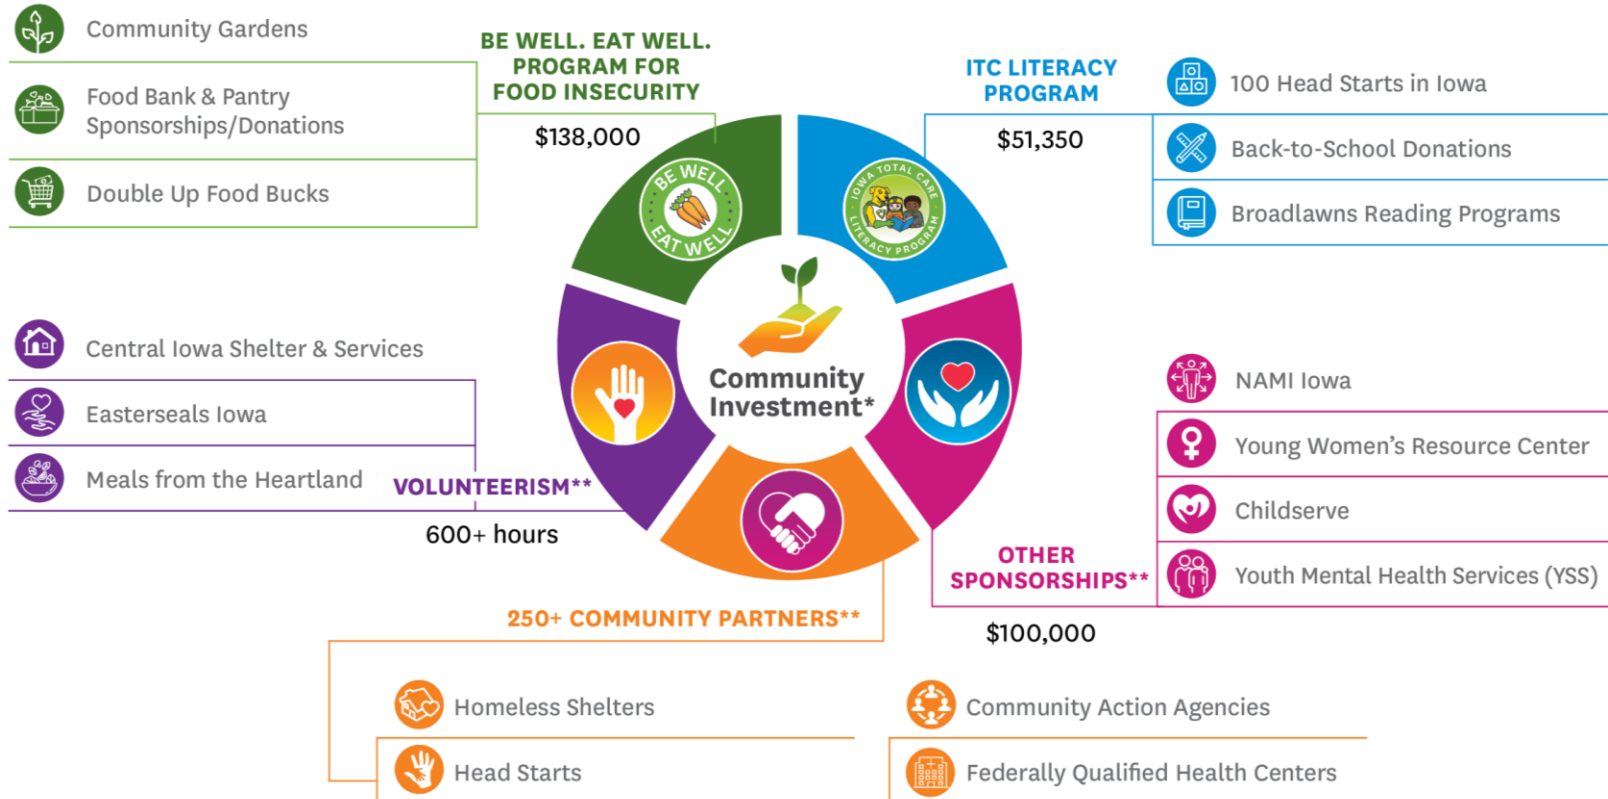 Community Gardens
Food Bank & Pantry
Sponsorships/Donations
Double Up Food Bucks
BE WELL. EAT WELL.
PROGRAM FOR
FOOD INSECURITY
$138,000
BE WELL
EAT WELL
ITC LITERACY
PROGRAM
$51,350
IOWA TOTAL CARE
LITERACY PROGRAM
100 Head Starts in Iowa
Back-to-School Donations
Broadlawns Reading Programs
Community
Investment*
Central Iowa Shelter & Services
Easterseals Iowa
Meals from the Heartland
VOLUNTEERISM**
600+ hours
NAMI Iowa
Young Women’s Resource Center
Childserve
Youth Mental Health Services (YSS)
OTHER
SPONSORSHIPS**
$100,000
250+ COMMUNITY PARTNERS**
Homeless Shelters
Head Starts
Community Action Agencies
Federally Qualified Health Centers